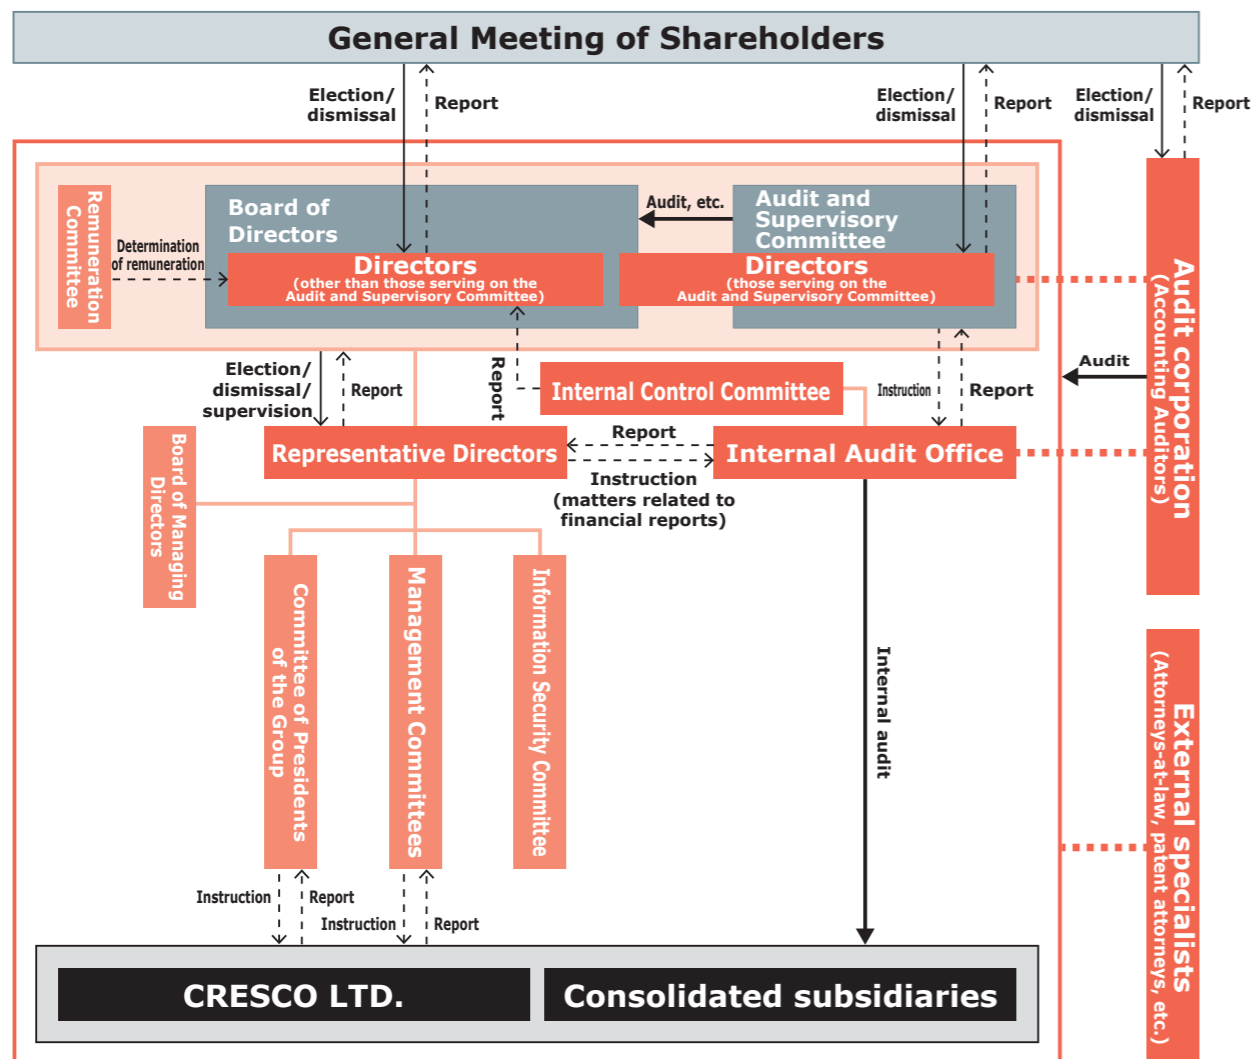 General Meeting of Shareholders
Election/
dismissal
Report
Election/
dismissal
Report
Election/
dismissal
Report
Remuneration
Committee
Determination
of remuneration
Board of
Directors
Audit, etc.
Audit and
Supervisory
Committee
Directors
(other than those serving on the
Audit and Supervisory Committee)
Directors
(those serving on the
Audit and Supervisory Committee)
Audit corporation
(Accounting Auditors)
Audit
Election/
dismissal/
supervision
Report
Report
Internal Control Committee
Instruction
Report
Board of Managing
Directors
Representative Directors
Report
Instruction
(matters related to
financial reports)
Internal Audit Office
Committee of Presidents
of the Group
Management Committees
Information Security Committee
Internal audit
External specialists
(Attorneys-at-law, patent attorneys, etc.)
Instruction
Report
Instruction
Report
CRESCO LTD.
Consolidated subsidiaries